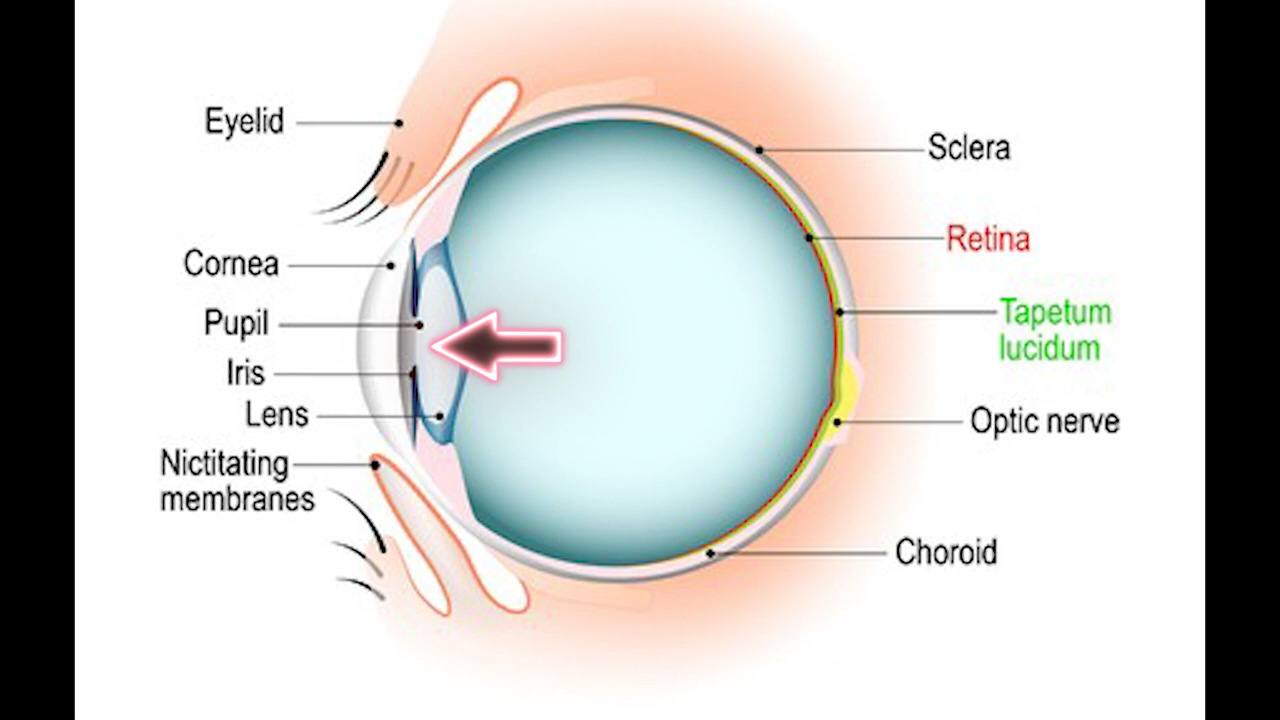 Eyelid
Cornea
Pupil
Iris
Lens
Nictitating
membranes
Sclera
Retina
Tapetum
lucidum
Optic nerve
Choroid